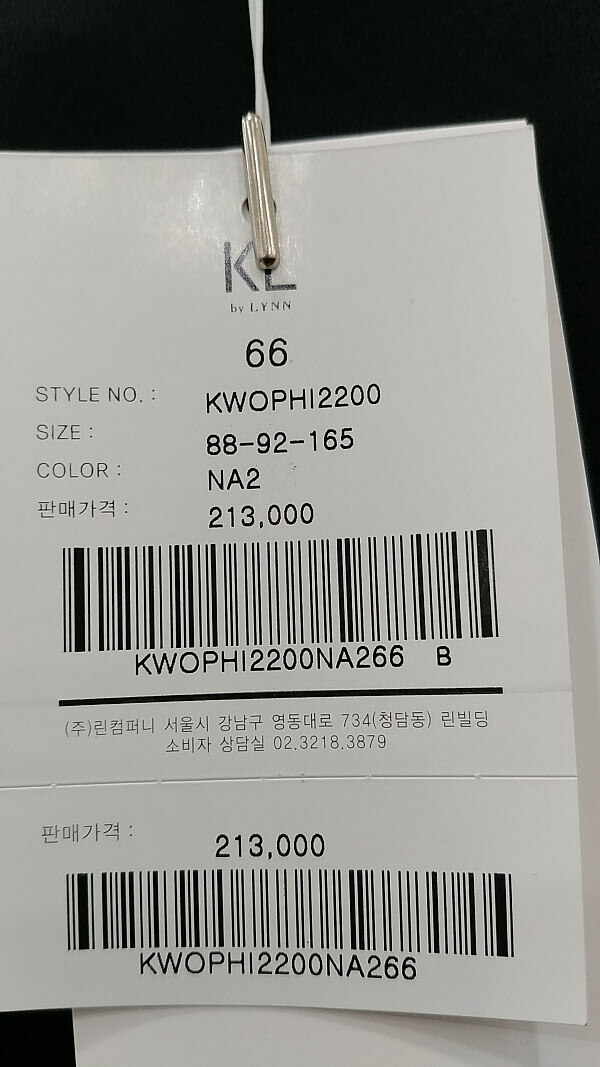 KL
by LYNN
66
STYLE NO. : KWOPHI2200
SIZE : 88-92-165
COLOR : NA2
판매가격 : 213,000
KWOPHI2200NA266 B
(주)린컴퍼니 서울시 강남구 영동대로 734(청담동) 린빌딩
소비자 상담실 02.3218.3879
판매가격 : 213,000
KWOPHI2200NA266